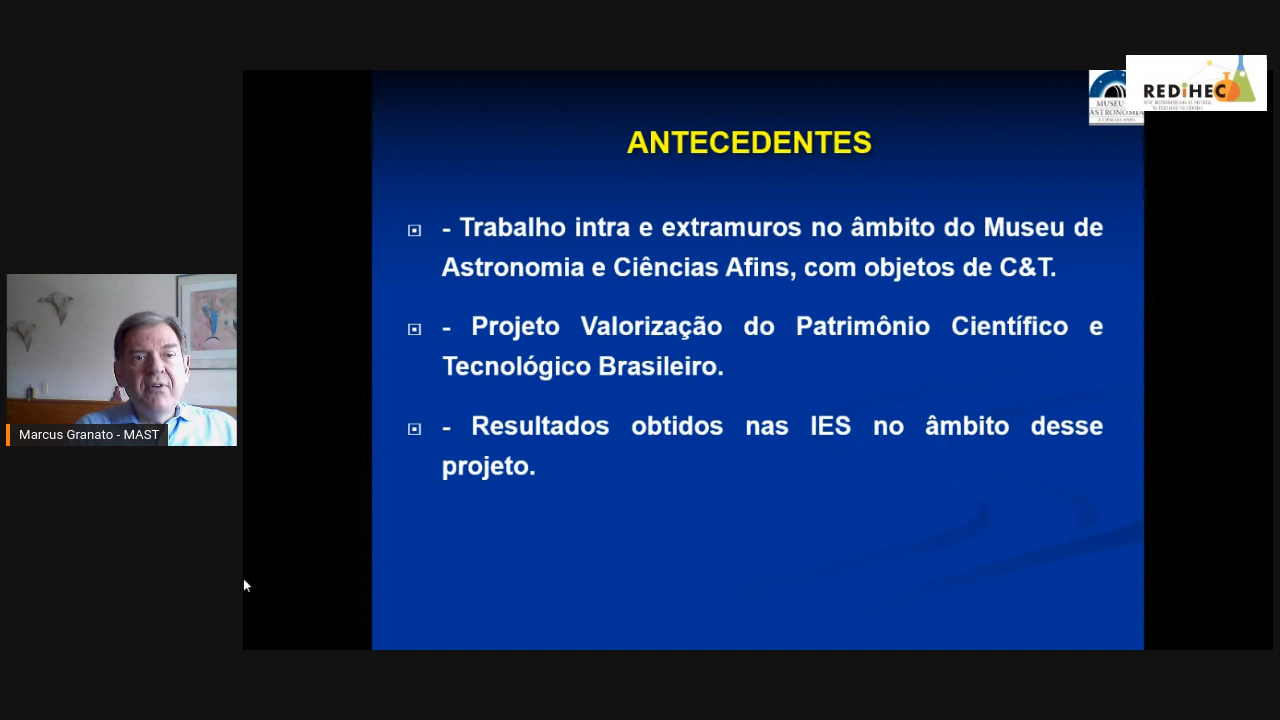 MUSEU
ASTRONOMIA
REDiHEC
ANTECEDENTES
- Trabalho intra e extramuros no âmbito do Museu de
Astronomia e Ciências Afins, com objetos de C&T.
- Projeto Valorização do Patrimônio Científico e
Tecnológico Brasileiro.
- Resultados obtidos nas IES no âmbito desse
projeto.
Marcus Granato - MAST